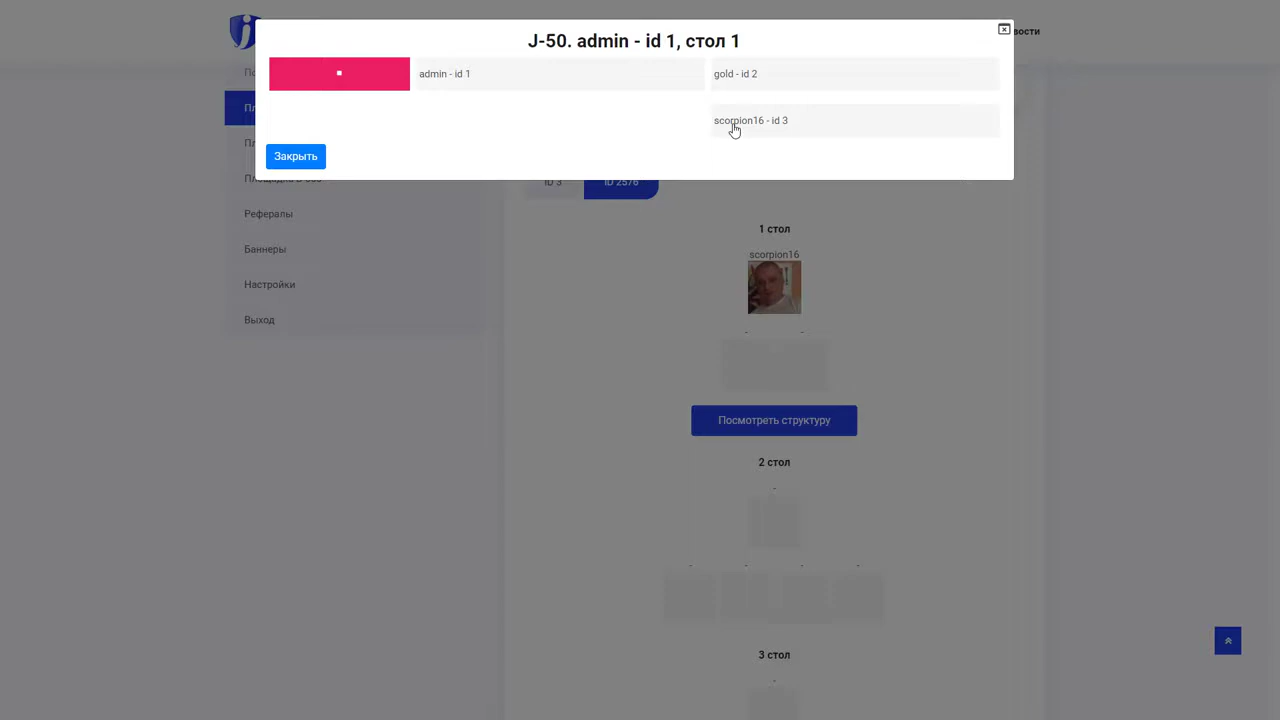 вости
J-50. admin - id 1, стол 1
admin - id 1
gold - id 2
scorpion16 - id 3
Закрыть
ID 3
ID 2576
Рефералы
Баннеры
Настройки
Выход
1 стол
scorpion16
Посмотреть структуру
2 стол
3 стол